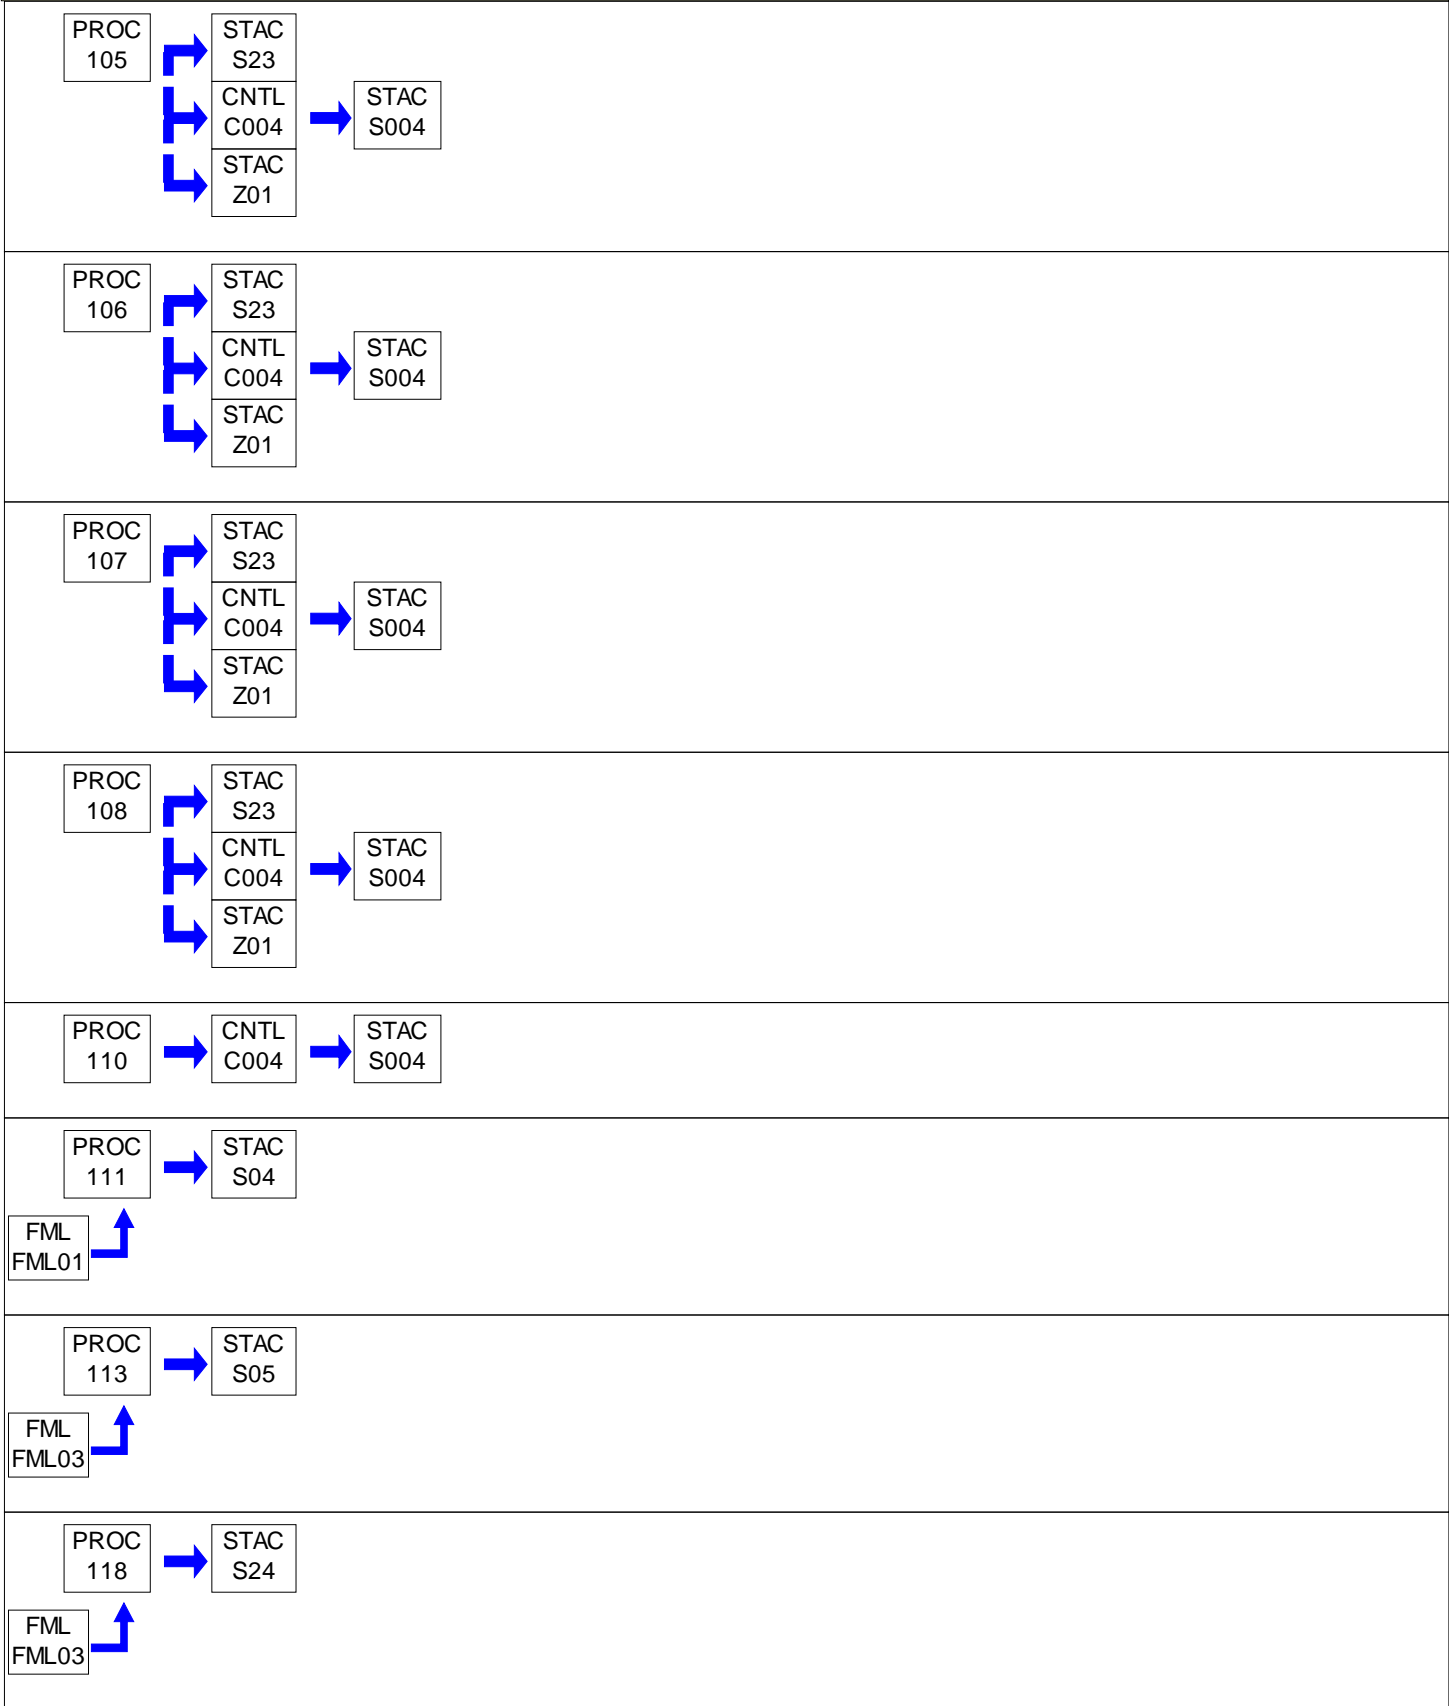 PROC
105
STAC
S23
CNTL
C004
STAC
S004
STAC
Z01
PROC
106
STAC
S23
CNTL
C004
STAC
S004
STAC
Z01
PROC
107
STAC
S23
CNTL
C004
STAC
S004
STAC
Z01
PROC
108
STAC
S23
CNTL
C004
STAC
S004
STAC
Z01
PROC
110
CNTL
C004
STAC
S004
PROC
111
STAC
S04
FML
FML01
PROC
113
STAC
S05
FML
FML03
PROC
118
STAC
S24
FML
FML03